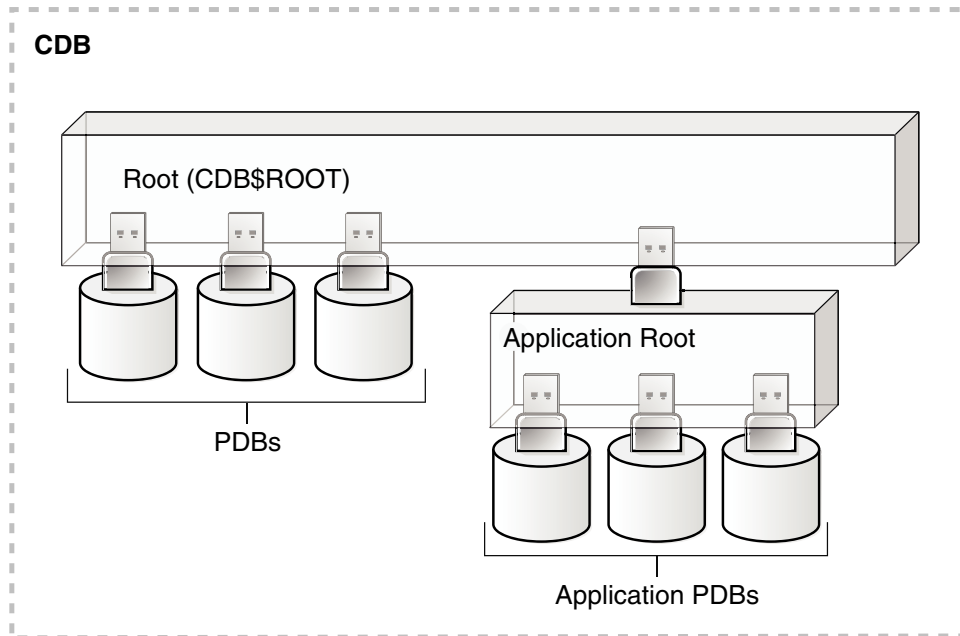 CDB
Root (CDB$ROOT)
Application Root
PDBs
Application PDBs